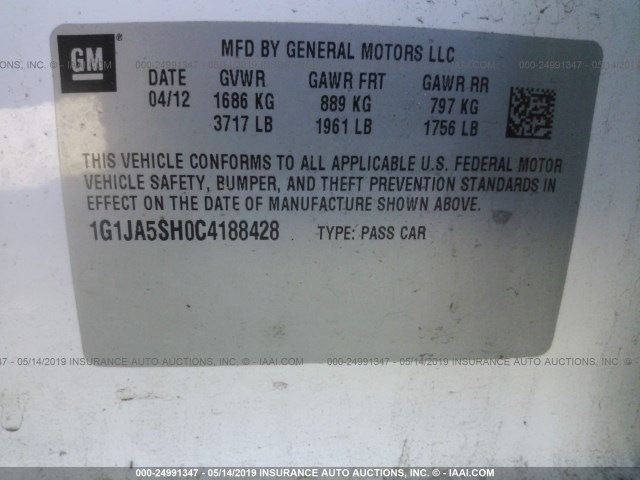 GM®
MFD BY GENERAL MOTORS LLC
DATE GVWR GAWR FRT GAWR RR
04/12 1686 KG 889 KG 797 KG
3717 LB 1961 LB 1756 LB
THIS VEHICLE CONFORMS TO ALL APPLICABLE U.S. FEDERAL MOTOR
VEHICLE SAFETY, BUMPER, AND THEFT PREVENTION STANDARDS IN
EFFECT ON THE DATE OF MANUFACTURE SHOWN ABOVE.
1G1JA5SH0C4188428 TYPE: PASS CAR
000-24991347 - 05/14/2019 INSURANCE AUTO AUCTIONS, INC. © - IAAI.COM